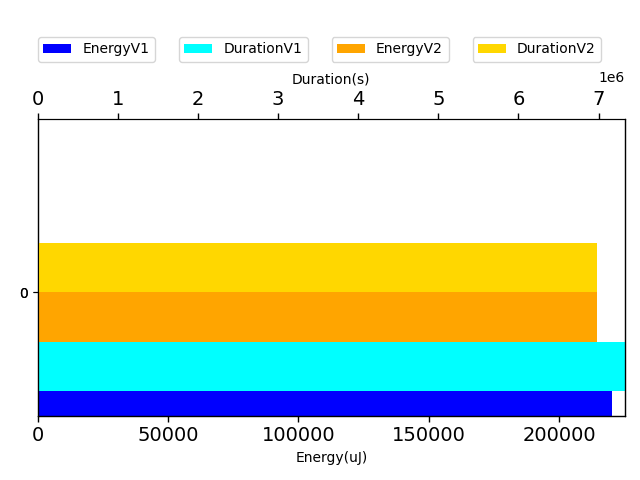 EnergyV1 DurationV1 EnergyV2 DurationV2
Duration(s)
1e6
0 1 2 3 4 5 6 7
0
0 50000 100000 150000 200000
Energy(uJ)